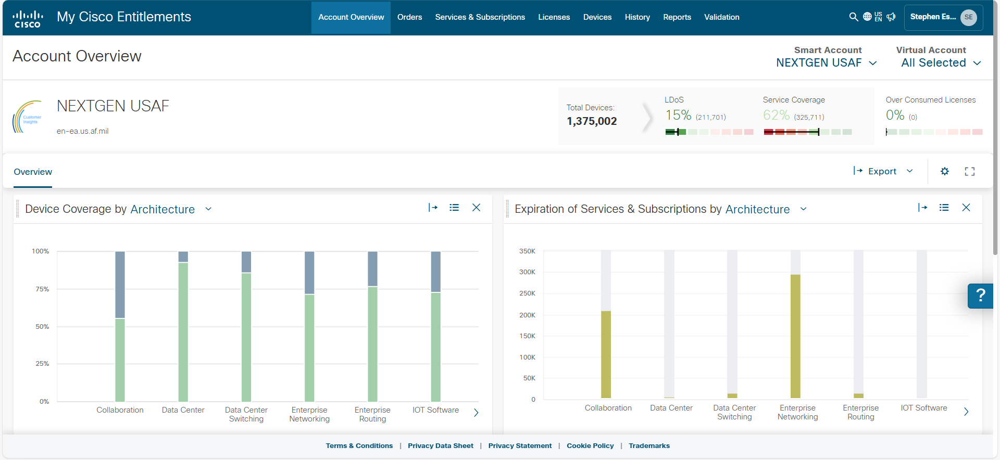 CISCO
My Cisco Entitlements
Account Overview
Orders
Services & Subscriptions
Licenses
Devices
History
Reports
Validation
US
EN
Stephen Es...
SE
Account Overview
Smart Account
NEXTGEN USAF
Virtual Account
All Selected
Customer
Insights
NEXTGEN USAF
en-ea.us.af.mil
Total Devices:
1,375,002
LDoS
15% (211,701)
Service Coverage
62% (325,711)
Over Consumed Licenses
0% (0)
Overview
Export
Device Coverage by Architecture
100%
75%
50%
25%
0%
Collaboration
Data Center
Data Center
Switching
Enterprise
Networking
Enterprise
Routing
IOT Software
Expiration of Services & Subscriptions by Architecture
350K
300K
250K
200K
150K
100K
50K
0
Collaboration
Data Center
Data Center
Switching
Enterprise
Networking
Enterprise
Routing
IOT Software
?
Terms & Conditions | Privacy Data Sheet | Privacy Statement | Cookie Policy | Trademarks